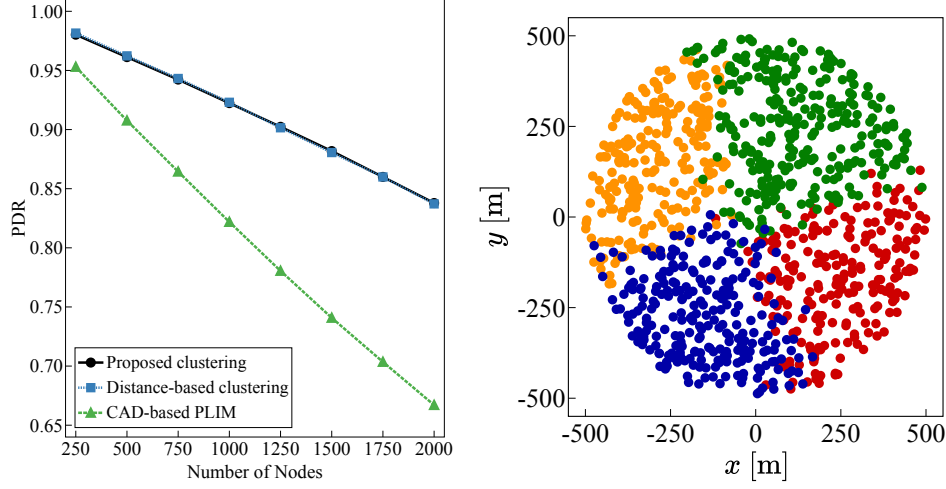 1.00
0.95
0.90
0.85
0.80
0.75
0.70
0.65
PDR
Proposed clustering
Distance-based clustering
CAD-based PLIM
250 500 750 1000 1250 1500 1750 2000
Number of Nodes
500
250
0
-250
-500
y [m]
-500 -250 0 250 500
x [m]